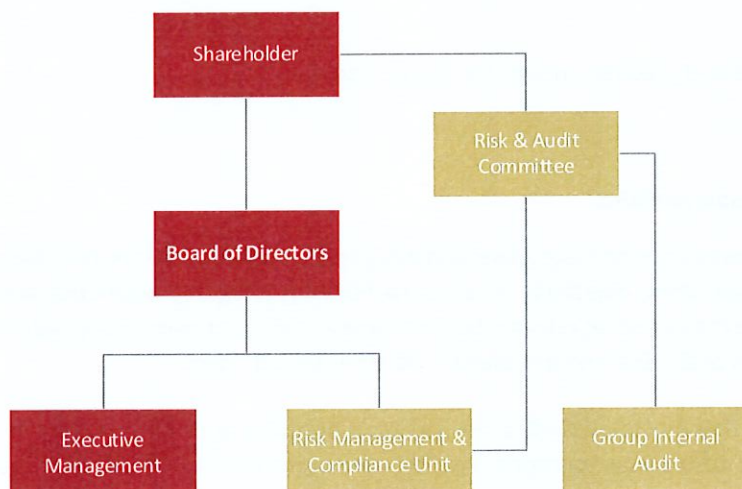 Shareholder
Risk & Audit
Committee
Board of Directors
Executive
Management
Risk Management &
Compliance Unit
Group Internal
Audit